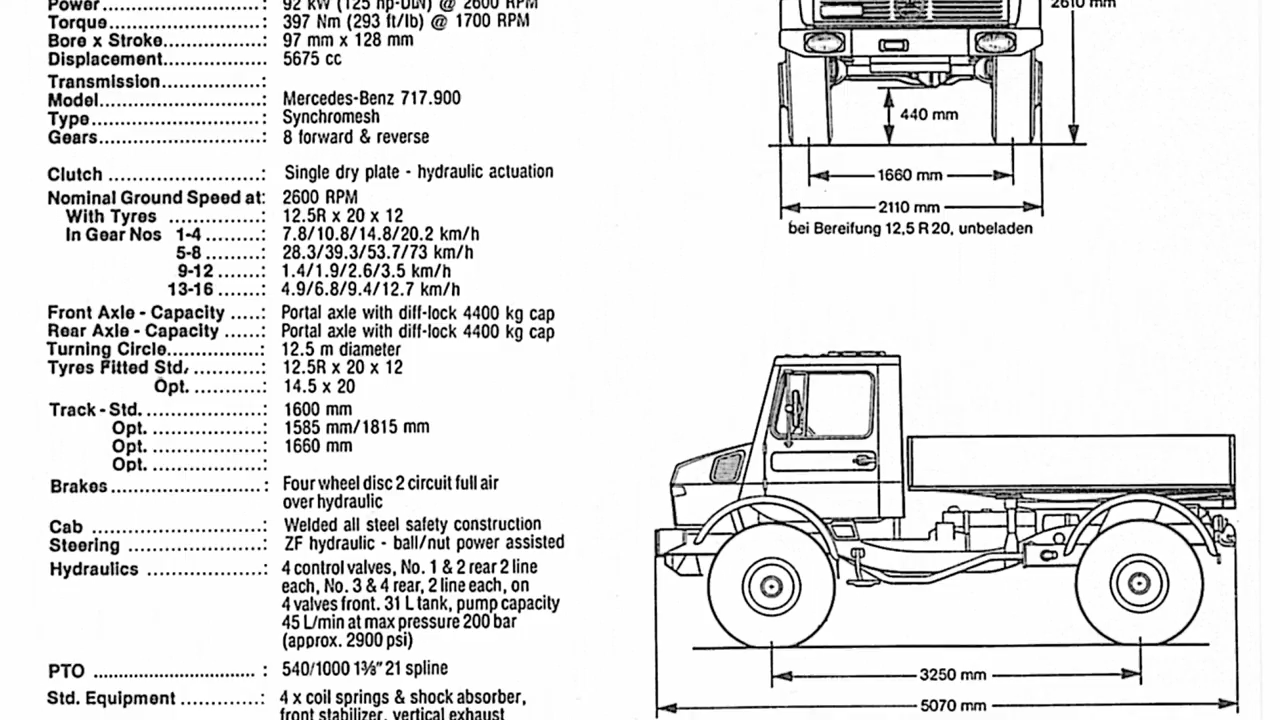 Power ....................: 92 kW (125 hp-DIN) @ 2600 RPM
Torque....................: 397 Nm (293 ft/lb) @ 1700 RPM
Bore x Stroke.................: 97 mm x 128 mm
Displacement.................: 5675 cc
Transmission.................:
Model...........................: Mercedes-Benz 717.900
Type.............................: Synchromesh
Gears............................: 8 forward & reverse
Clutch .........................: Single dry plate - hydraulic actuation
Nominal Ground Speed at: 2600 RPM
With Tyres ................: 12.5R x 20 x 12
In Gear Nos 1-4 ........: 7.8/10.8/14.8/20.2 km/h
5-8 ........: 28.3/39.3/53.7/73 km/h
9-12 .......: 1.4/1.9/2.6/3.5 km/h
13-16 .......: 4.9/6.8/9.4/12.7 km/h
Front Axle - Capacity .....: Portal axle with diff-lock 4400 kg cap
Rear Axle - Capacity ......: Portal axle with diff-lock 4400 kg cap
Turning Circle................: 12.5 m diameter
Tyres Fitted Std. ............: 12.5R x 20 x 12
Opt. ............: 14.5 x 20
Track - Std. ...................: 1600 mm
Opt. ...................: 1585 mm/1815 mm
Opt. ...................: 1660 mm
Opt. ...................:
Brakes .........................: Four wheel disc 2 circuit full air
over hydraulic
Cab ............................: Welded all steel safety construction
Steering ......................: ZF hydraulic - ball/nut power assisted
Hydraulics ...................: 4 control valves, No. 1 & 2 rear 2 line
each, No. 3 & 4 rear, 2 line each, on
4 valves front. 31 L tank, pump capacity
45 L/min at max pressure 200 bar
(approx. 2900 psi)
PTO ...........................: 540/1000 1⅜″ 21 spline
Std. Equipment .............: 4 x coil springs & shock absorber,
front stabilizer, vertical exhaust
2610 mm
440 mm
1660 mm
2110 mm
bei Bereifung 12,5 R 20, unbeladen
3250 mm
5070 mm